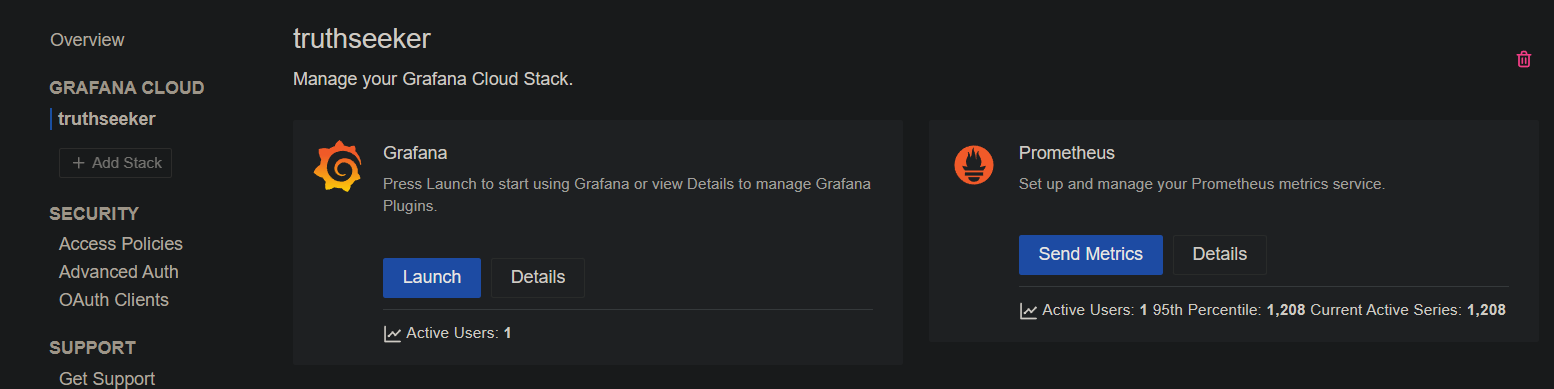 Overview
GRAFANA CLOUD
truthseeker
+ Add Stack
SECURITY
Access Policies
Advanced Auth
OAuth Clients
SUPPORT
Get Support
truthseeker
Manage your Grafana Cloud Stack.
Grafana
Press Launch to start using Grafana or view Details to manage Grafana
Plugins.
Launch
Details
Active Users: 1
Prometheus
Set up and manage your Prometheus metrics service.
Send Metrics
Details
Active Users: 1 95th Percentile: 1,208 Current Active Series: 1,208